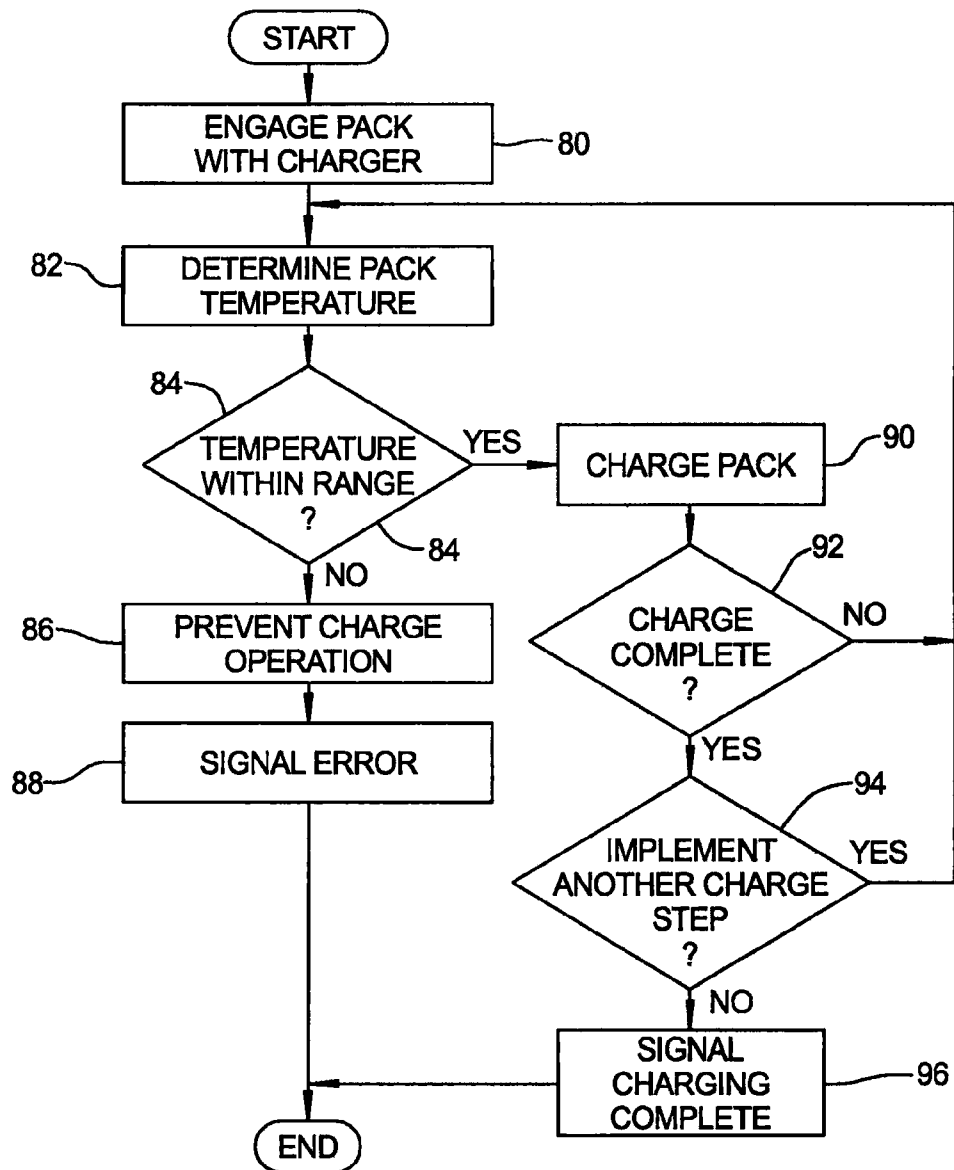 START
ENGAGE PACK
WITH CHARGER
80
82
DETERMINE PACK
TEMPERATURE
84
TEMPERATURE
WITHIN RANGE
?
84
YES
CHARGE PACK
90
NO
86
PREVENT CHARGE
OPERATION
92
CHARGE
COMPLETE
?
NO
88
SIGNAL ERROR
YES
94
IMPLEMENT
ANOTHER CHARGE
STEP
?
YES
NO
SIGNAL
CHARGING
COMPLETE
96
END